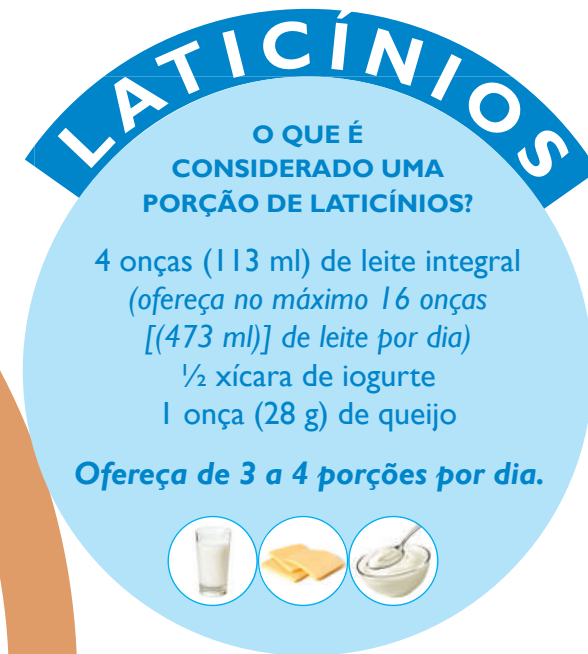 LATICÍNIOS
O QUE É
CONSIDERADO UMA
PORÇÃO DE LATICÍNIOS?
4 onças (113 ml) de leite integral
(ofereça no máximo 16 onças
[(473 ml)] de leite por dia)
½ xícara de iogurte
1 onça (28 g) de queijo
Ofereça de 3 a 4 porções por dia.